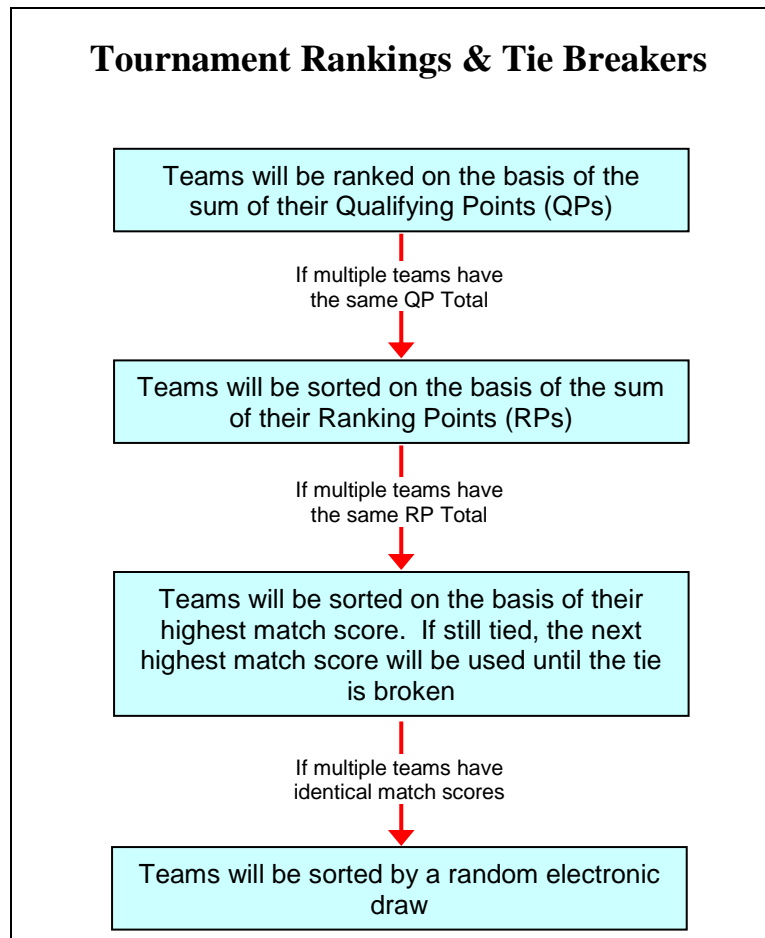 Tournament Rankings & Tie Breakers
Teams will be ranked on the basis of the
sum of their Qualifying Points (QPs)
If multiple teams have
the same QP Total
Teams will be sorted on the basis of the sum
of their Ranking Points (RPs)
If multiple teams have
the same RP Total
Teams will be sorted on the basis of their
highest match score.  If still tied, the next
highest match score will be used until the tie
is broken
If multiple teams have
identical match scores
Teams will be sorted by a random electronic
draw